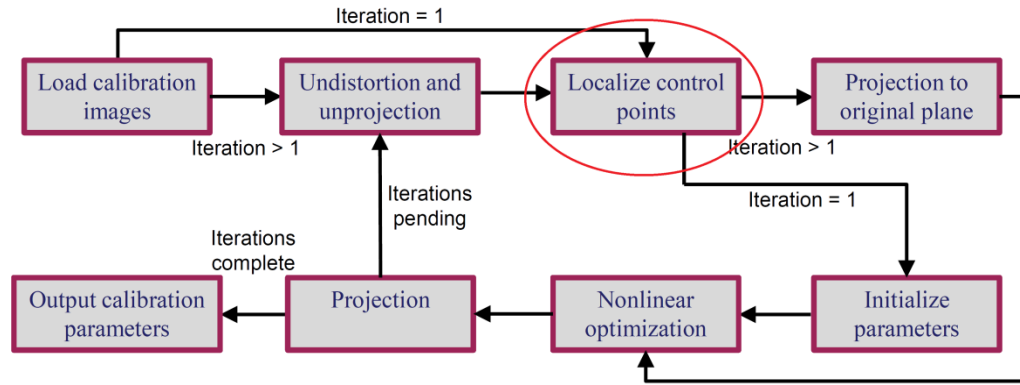 Iteration = 1
Load calibration
images
Undistortion and
unprojection
Localize control
points
Projection to
original plane
Iteration > 1
Iteration > 1
Iterations
pending
Iteration = 1
Iterations
complete
Output calibration
parameters
Projection
Nonlinear
optimization
Initialize
parameters